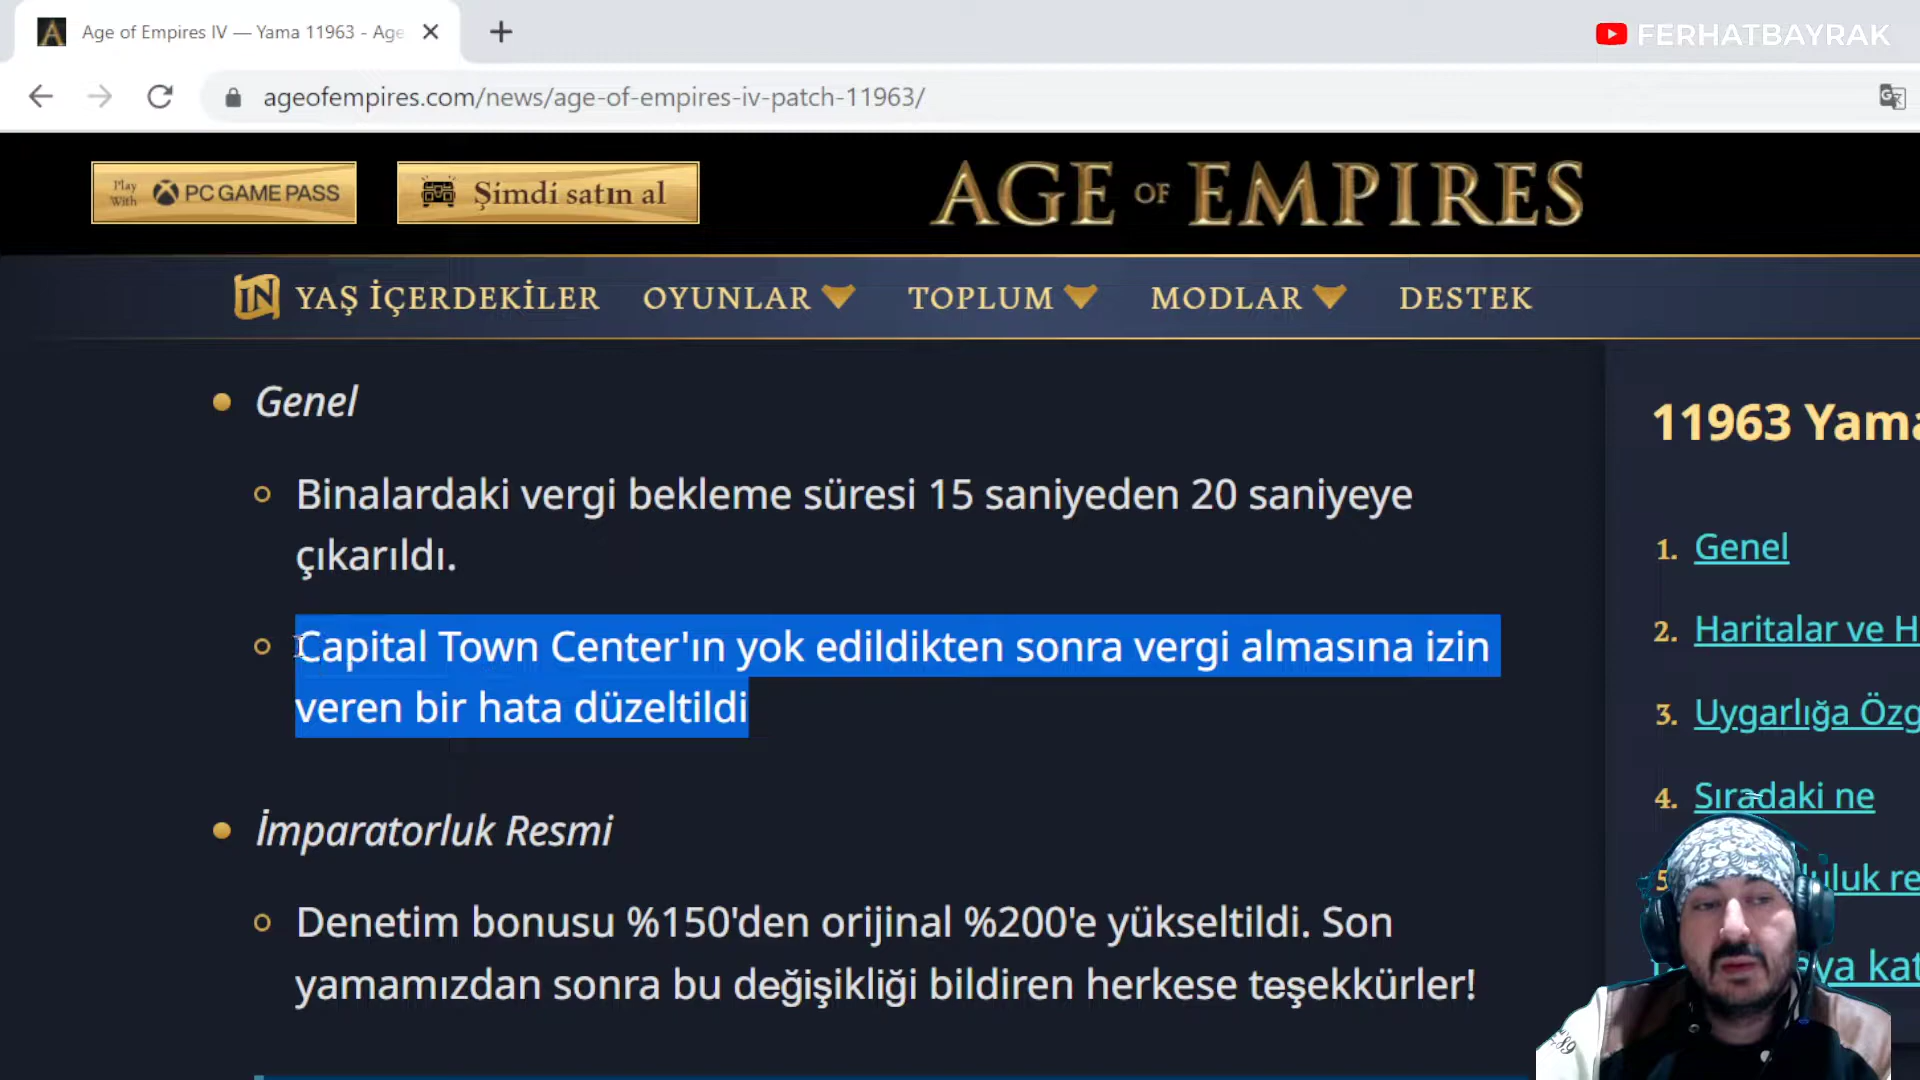 Age of Empires IV — Yama 11963 - Age
FERHATBAYRAK
ageofempires.com/news/age-of-empires-iv-patch-11963/
Play With PC GAME PASS
Şimdi satın al
AGE OF EMPIRES
YAŞ İÇERDEKİLER OYUNLAR TOPLUM MODLAR DESTEK
Genel
Binalardaki vergi bekleme süresi 15 saniyeden 20 saniyeye
çıkarıldı.
Capital Town Center'ın yok edildikten sonra vergi almasına izin
veren bir hata düzeltildi
İmparatorluk Resmi
Denetim bonusu %150'den orijinal %200'e yükseltildi. Son
yamamızdan sonra bu değişikliği bildiren herkese teşekkürler!
11963 Yama
1. Genel
2. Haritalar ve H
3. Uygarlığa Özg
4. Sıradaki ne
5